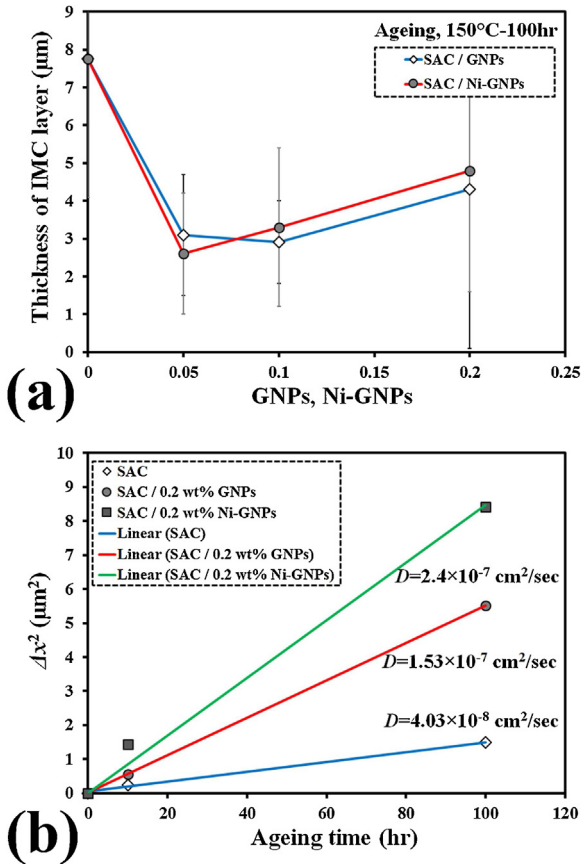 Ageing, 150°C-100hr
SAC / GNPs
SAC / Ni-GNPs
Thickness of IMC layer (μm)
9
8
7
6
5
4
3
2
1
0
0
0.05
0.1
0.15
0.2
0.25
GNPs, Ni-GNPs
(a)
SAC
SAC / 0.2 wt% GNPs
SAC / 0.2 wt% Ni-GNPs
Linear (SAC)
Linear (SAC / 0.2 wt% GNPs)
Linear (SAC / 0.2 wt% Ni-GNPs)
D=2.4×10⁻⁷ cm²/sec
D=1.53×10⁻⁷ cm²/sec
D=4.03×10⁻⁸ cm²/sec
Δx² (μm²)
10
9
8
7
6
5
4
3
2
1
0
0
20
40
60
80
100
120
Ageing time (hr)
(b)